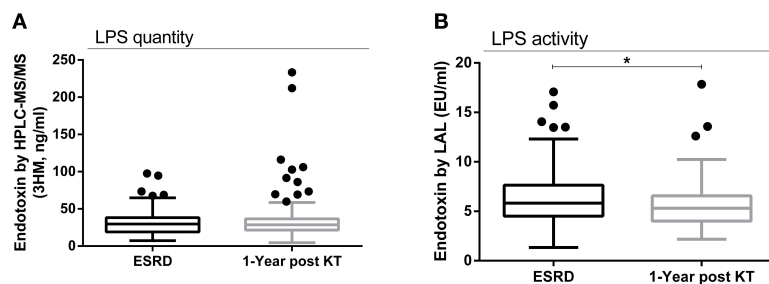 A
LPS quantity
Endotoxin by HPLC-MS/MS
(3HM, ng/ml)
250
200
150
100
50
0
ESRD
1-Year post KT
B
LPS activity
*
Endotoxin by LAL (EU/ml)
20
15
10
5
0
ESRD
1-Year post KT